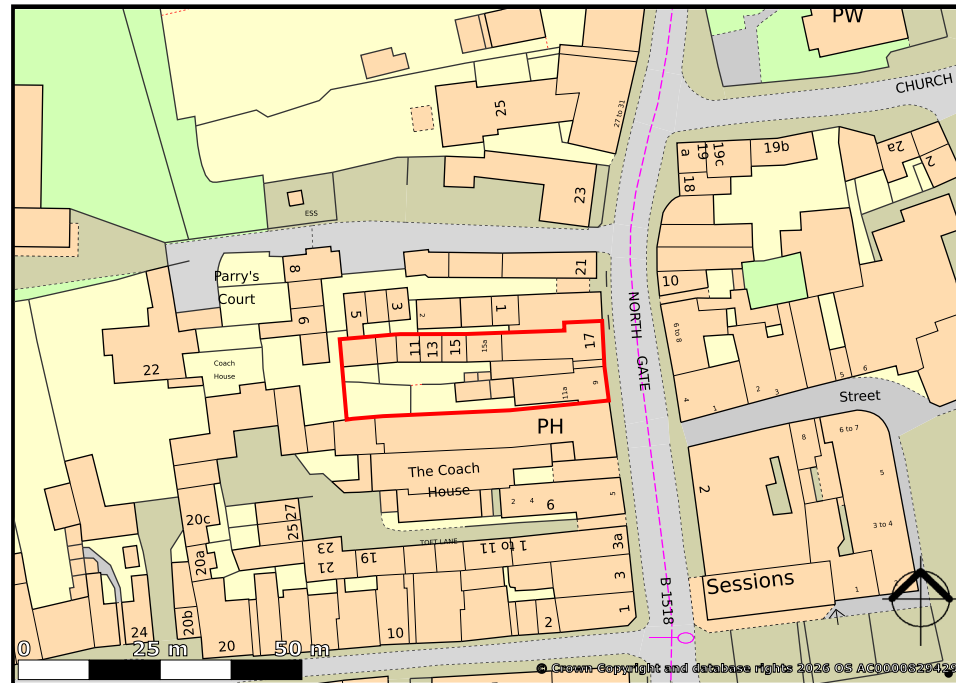 PW
CHURCH
25
27 to 31
a
19
19c
19b
2a
2
18
23
ESS
Parry's
Court
8
21
10
NORTH
GATE
5
3
2
1
6
6 to 8
22
Coach
House
11
13
15
15a
17
11a
9
4
1
2
3
5
6
Street
PH
The Coach
House
2
4
6
5
8
6 to 7
5
2
3 to 4
20c
25
27
TOFT LANE
1 to 11
3a
23
21
19
20a
3
Sessions
1
B 1518
1
2
10
20b
24
20
0
25 m
50 m
© Crown-Copyright and database rights 2026 OS AC0000829429